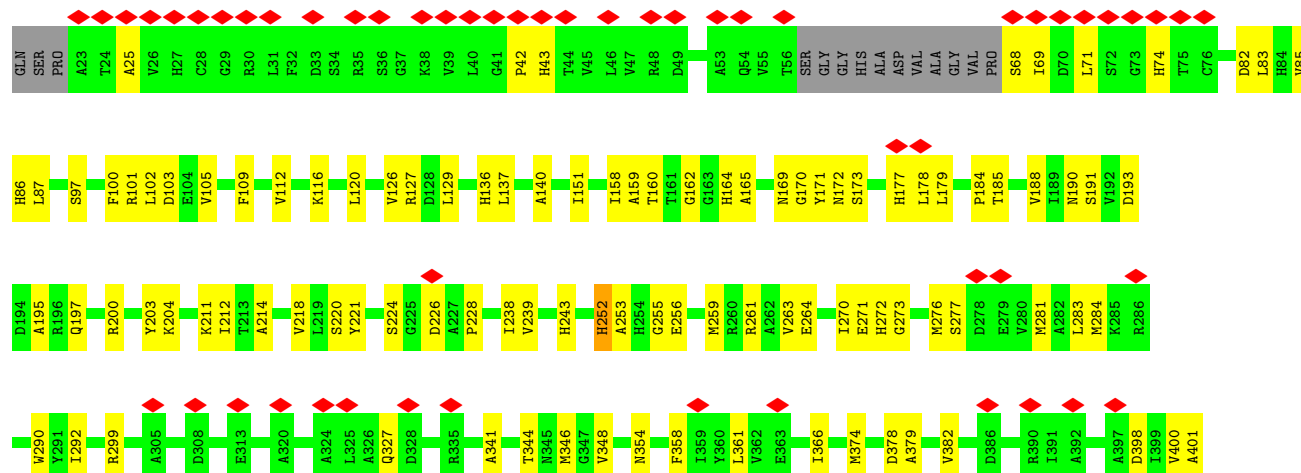 GLN SER PRO A23 T24 A25 V26 H27 C28 G29 R30 L31 F32 D33 S34 R35 S36 G37 K38 V39 L40 G41 P42 H43 T44 V45 L46 V47 R48 D49 A53 Q54 V55 T56 SER GLY GLY HIS ALA ASP VAL ALA GLY VAL PRO S68 I69 D70 L71 S72 G73 H74 T75 C76 D82 L83 H84 V85
H86 L87 S97 F100 R101 L102 D103 E104 V105 F109 V112 K116 L120 V126 R127 D128 L129 H136 L137 A140 I151 I158 A159 T160 T161 G162 G163 H164 A165 N169 G170 Y171 N172 S173 H177 L178 L179 P184 T185 V188 I189 N190 S191 V192 D193
D194 A195 R196 Q197 R200 Y203 K204 K211 I212 T213 A214 V218 L219 S220 Y221 S224 G225 D226 A227 P228 I238 V239 H243 H252 A253 H254 G255 E256 M259 R260 R261 A262 V263 E264 I270 E271 H272 G273 M276 S277 D278 E279 V280 M281 A282 L283 M284 K285 R286
W290 Y291 I292 R299 A305 D308 E313 A320 A324 L325 A326 Q327 D328 R335 A341 T344 N345 M346 G347 V348 N354 F358 I359 Y360 L361 V362 E363 I366 M374 D378 A379 V382 D386 R390 I391 A392 A397 D398 I399 V400 A401